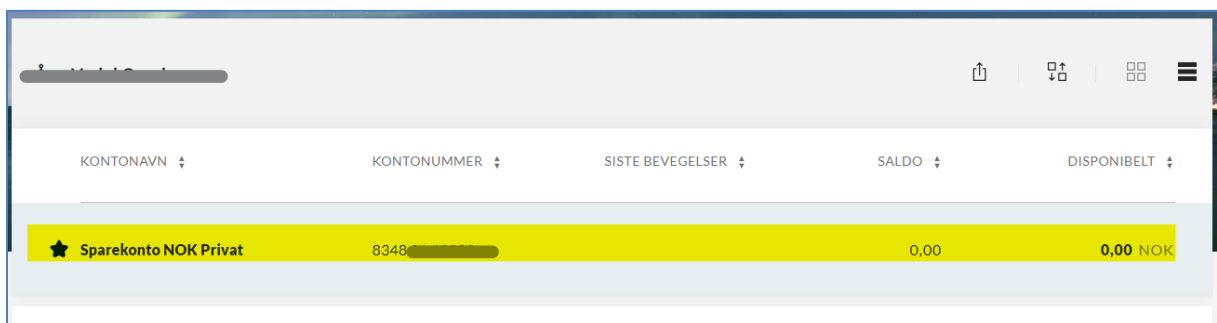 KONTONAVN KONTONUMMER SISTE BEVEGELSER SALDO DISPONIBELT
Sparekonto NOK Privat 8348 0,00 0,00 NOK